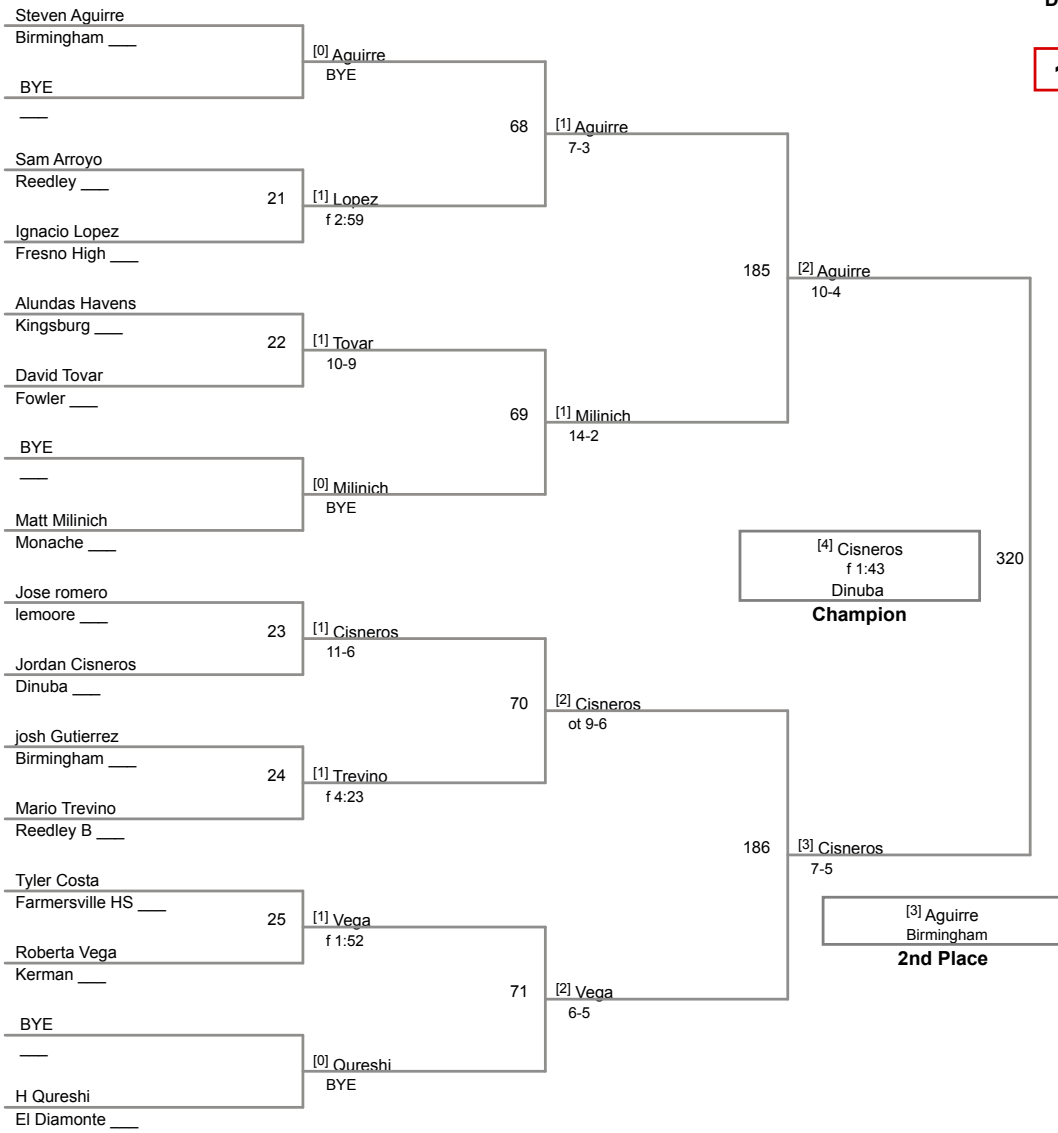 Steven Aguirre
Birmingham ___
BYE
___
Sam Arroyo
Reedley ___
21
Ignacio Lopez
Fresno High ___
Alundas Havens
Kingsburg ___
22
David Tovar
Fowler ___
BYE
___
Matt Milinich
Monache ___
Jose romero
lemoore ___
23
Jordan Cisneros
Dinuba ___
josh Gutierrez
Birmingham ___
24
Mario Trevino
Reedley B ___
Tyler Costa
Farmersville HS ___
25
Roberta Vega
Kerman ___
BYE
___
H Qureshi
El Diamonte ___
[0] Aguirre
BYE
68
[1] Lopez
f 2:59
[1] Tovar
10-9
69
[0] Milinich
BYE
[1] Cisneros
11-6
70
[1] Trevino
f 4:23
[1] Vega
f 1:52
71
[0] Qureshi
BYE
[1] Aguirre
7-3
185
[1] Milinich
14-2
[2] Cisneros
ot 9-6
186
[2] Vega
6-5
[2] Aguirre
10-4
320
[3] Cisneros
7-5
[4] Cisneros
f 1:43
Dinuba
Champion
[3] Aguirre
Birmingham
2nd Place